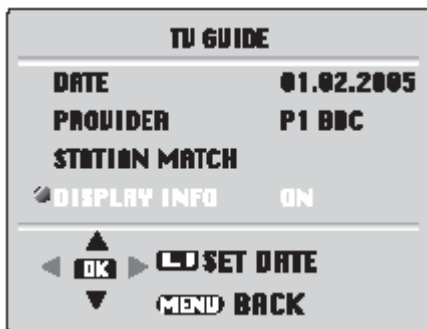 TV GUIDE
DATE 01.02.2005
PROVIDER P1 BBC
STATION MATCH
DISPLAY INFO ON
OK SET DATE
MENU BACK